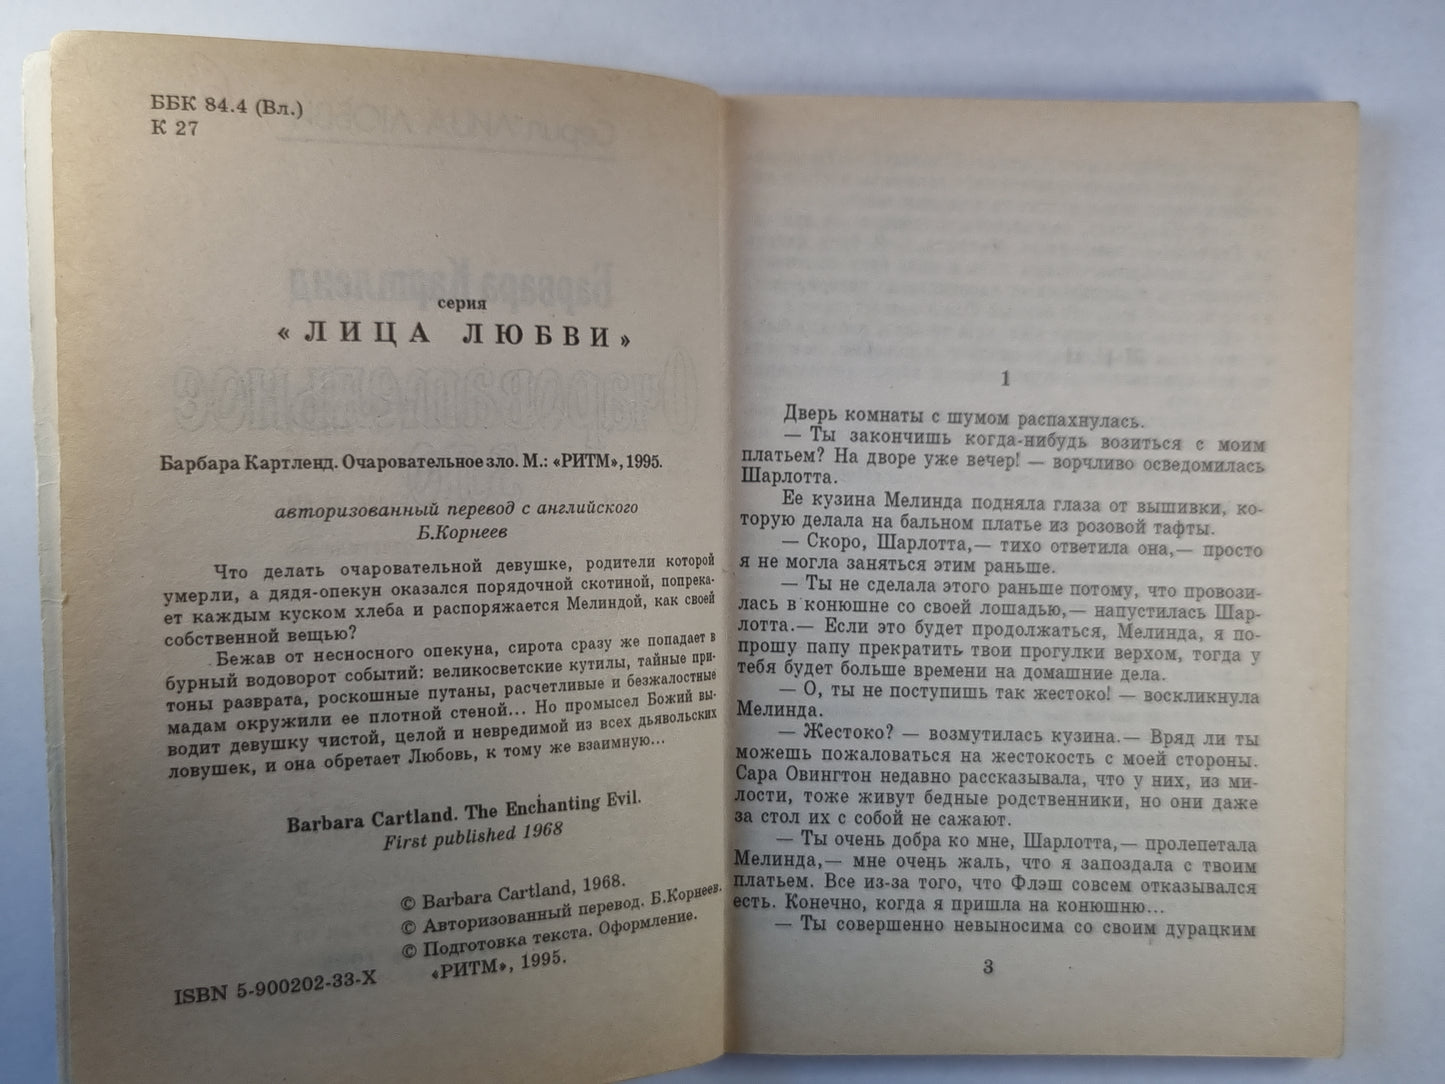 ББК 84.4 (Вл.)
К 27
серия
«ЛИЦА ЛЮБВИ»
Барбара Картленд. Очаровательное зло. М.: «РИТМ», 1995.
авторизованный перевод с английского
Б.Корнеев
Что делать очаровательной девушке, родители которой
умерли, а дядя-опекун оказался порядочной скотиной, попрека-
ет каждым куском хлеба и распоряжается Мелиндой, как своей
собственной вещью?
Бежав от несносного опекуна, сирота сразу же попадает в
бурный водоворот событий: великосветские кутилы, тайные при-
тоны разврата, роскошные путаны, расчетливые и безжалостные
мадам окружили ее плотной стеной... Но промысел Божий вы-
водит девушку чистой, целой и невредимой из всех дьявольских
ловушек, и она обретает Любовь, к тому же взаимную...
Barbara Cartland. The Enchanting Evil.
First published 1968
© Barbara Cartland, 1968.
© Авторизованный перевод. Б.Корнеев.
© Подготовка текста. Оформление.
«РИТМ», 1995.
ISBN 5-900202-33-X
1
Дверь комнаты с шумом распахнулась.
— Ты закончишь когда-нибудь возиться с моим
платьем? На дворе уже вечер! — ворчливо осведомилась
Шарлотта.
Ее кузина Мелинда подняла глаза от вышивки, ко-
торую делала на бальном платье из розовой тафты.
— Скоро, Шарлотта,— тихо ответила она,— просто
я не могла заняться этим раньше.
— Ты не сделала этого раньше потому, что провози-
лась в конюшне со своей лошадью,— напустилась Шар-
лотта.— Если это будет продолжаться, Мелинда, я по-
прошу папу прекратить твои прогулки верхом, тогда у
тебя будет больше времени на домашние дела.
— О, ты не поступишь так жестоко! — воскликнула
Мелинда.
— Жестоко? — возмутилась кузина.— Вряд ли ты
можешь пожаловаться на жестокость с моей стороны.
Сара Овингтон недавно рассказывала, что у них, из ми-
лости, тоже живут бедные родственники, но они даже
за стол их с собой не сажают.
— Ты очень добра ко мне, Шарлотта,— пролепетала
Мелинда,— мне очень жаль, что я запоздала с твоим
платьем. Все из-за того, что Флэш совсем отказывался
есть. Конечно, когда я пришла на конюшню...
— Ты совершенно невыносима со своим дурацким
3